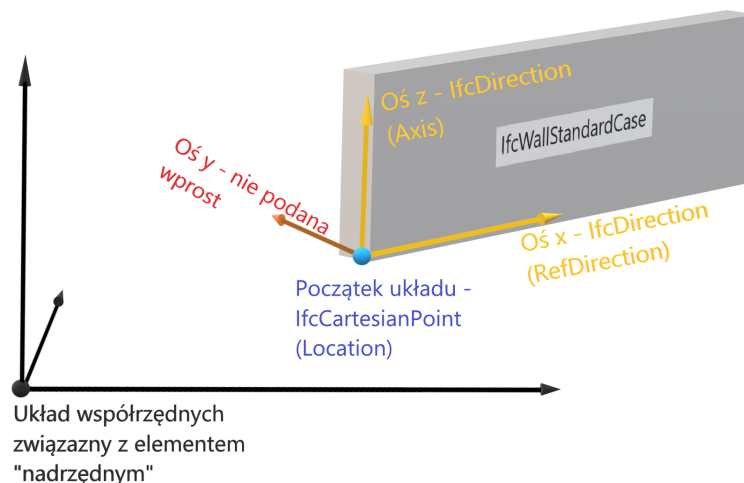 Oś z - IfcDirection
(Axis)
IfcWallStandardCase
Oś y - nie podana
wprost
Oś x - IfcDirection
(RefDirection)
Początek układu -
IfcCartesianPoint
(Location)
Układ współrzędnych
związazny z elementem
"nadrzędnym"